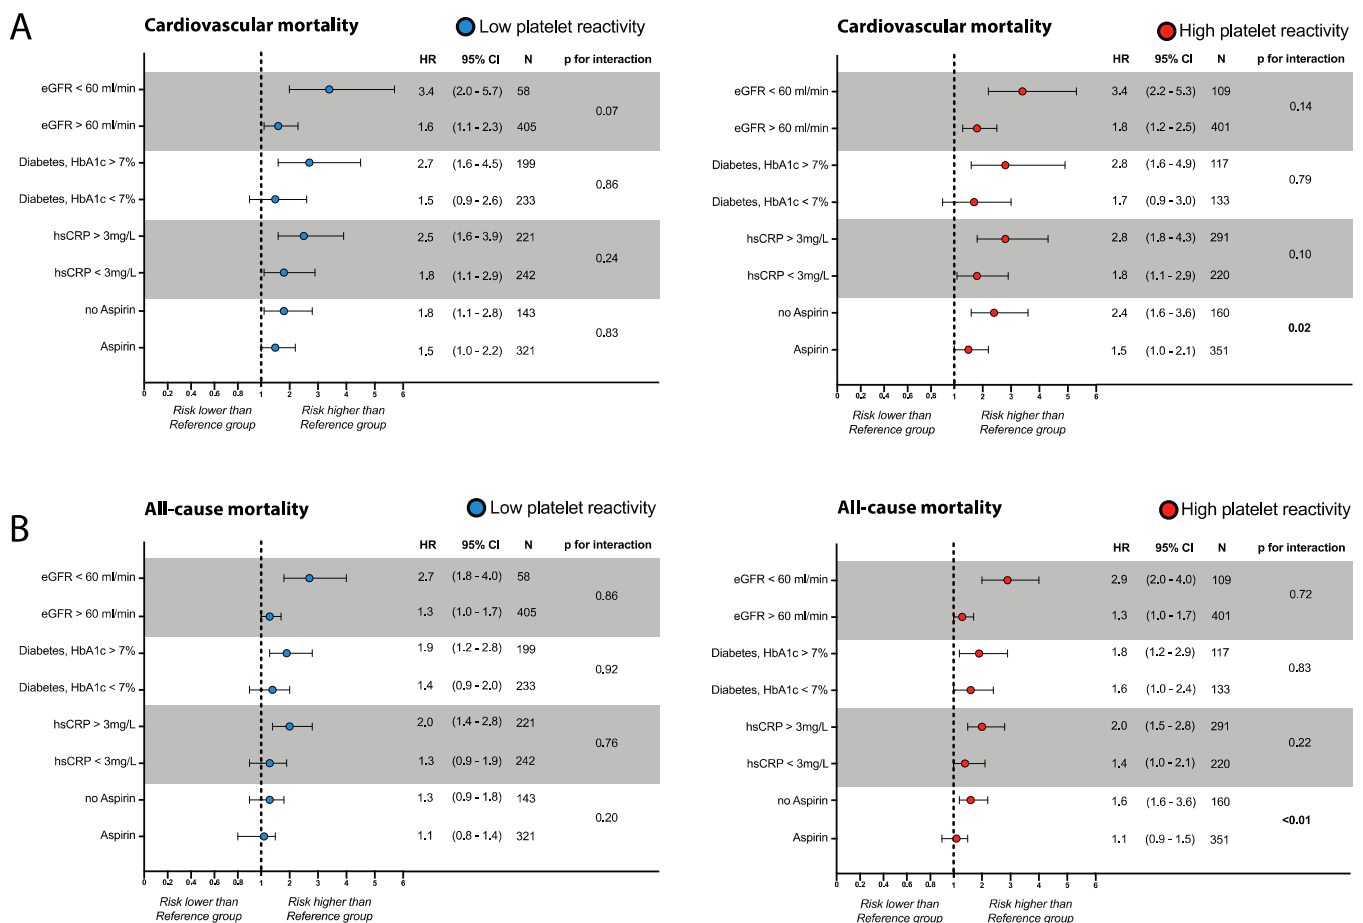 A
Cardiovascular mortality
Low platelet reactivity
HR 95% CI N p for interaction
eGFR < 60 ml/min 3.4 (2.0 - 5.7) 58
0.07
eGFR > 60 ml/min 1.6 (1.1 - 2.3) 405
Diabetes, HbA1c > 7% 2.7 (1.6 - 4.5) 199
0.86
Diabetes, HbA1c < 7% 1.5 (0.9 - 2.6) 233
hsCRP > 3mg/L 2.5 (1.6 - 3.9) 221
0.24
hsCRP < 3mg/L 1.8 (1.1 - 2.9) 242
no Aspirin 1.8 (1.1 - 2.8) 143
0.83
Aspirin 1.5 (1.0 - 2.2) 321
0 0.2 0.4 0.6 0.8 1 2 3 4 5 6
Risk lower than Risk higher than
Reference group Reference group
Cardiovascular mortality
High platelet reactivity
HR 95% CI N p for interaction
eGFR < 60 ml/min 3.4 (2.2 - 5.3) 109
0.14
eGFR > 60 ml/min 1.8 (1.2 - 2.5) 401
Diabetes, HbA1c > 7% 2.8 (1.6 - 4.9) 117
0.79
Diabetes, HbA1c < 7% 1.7 (0.9 - 3.0) 133
hsCRP > 3mg/L 2.8 (1.8 - 4.3) 291
0.10
hsCRP < 3mg/L 1.8 (1.1 - 2.9) 220
no Aspirin 2.4 (1.6 - 3.6) 160
0.02
Aspirin 1.5 (1.0 - 2.1) 351
0 0.2 0.4 0.6 0.8 1 2 3 4 5 6
Risk lower than Risk higher than
Reference group Reference group
B
All-cause mortality
Low platelet reactivity
HR 95% CI N p for interaction
eGFR < 60 ml/min 2.7 (1.8 - 4.0) 58
0.86
eGFR > 60 ml/min 1.3 (1.0 - 1.7) 405
Diabetes, HbA1c > 7% 1.9 (1.2 - 2.8) 199
0.92
Diabetes, HbA1c < 7% 1.4 (0.9 - 2.0) 233
hsCRP > 3mg/L 2.0 (1.4 - 2.8) 221
0.76
hsCRP < 3mg/L 1.3 (0.9 - 1.9) 242
no Aspirin 1.3 (0.9 - 1.8) 143
0.20
Aspirin 1.1 (0.8 - 1.4) 321
0 0.2 0.4 0.6 0.8 1 2 3 4 5 6
Risk lower than Risk higher than
Reference group Reference group
All-cause mortality
High platelet reactivity
HR 95% CI N p for interaction
eGFR < 60 ml/min 2.9 (2.0 - 4.0) 109
0.72
eGFR > 60 ml/min 1.3 (1.0 - 1.7) 401
Diabetes, HbA1c > 7% 1.8 (1.2 - 2.9) 117
0.83
Diabetes, HbA1c < 7% 1.6 (1.0 - 2.4) 133
hsCRP > 3mg/L 2.0 (1.5 - 2.8) 291
0.22
hsCRP < 3mg/L 1.4 (1.0 - 2.1) 220
no Aspirin 1.6 (1.6 - 3.6) 160
<0.01
Aspirin 1.1 (0.9 - 1.5) 351
0 0.2 0.4 0.6 0.8 1 2 3 4 5 6
Risk lower than Risk higher than
Reference group Reference group